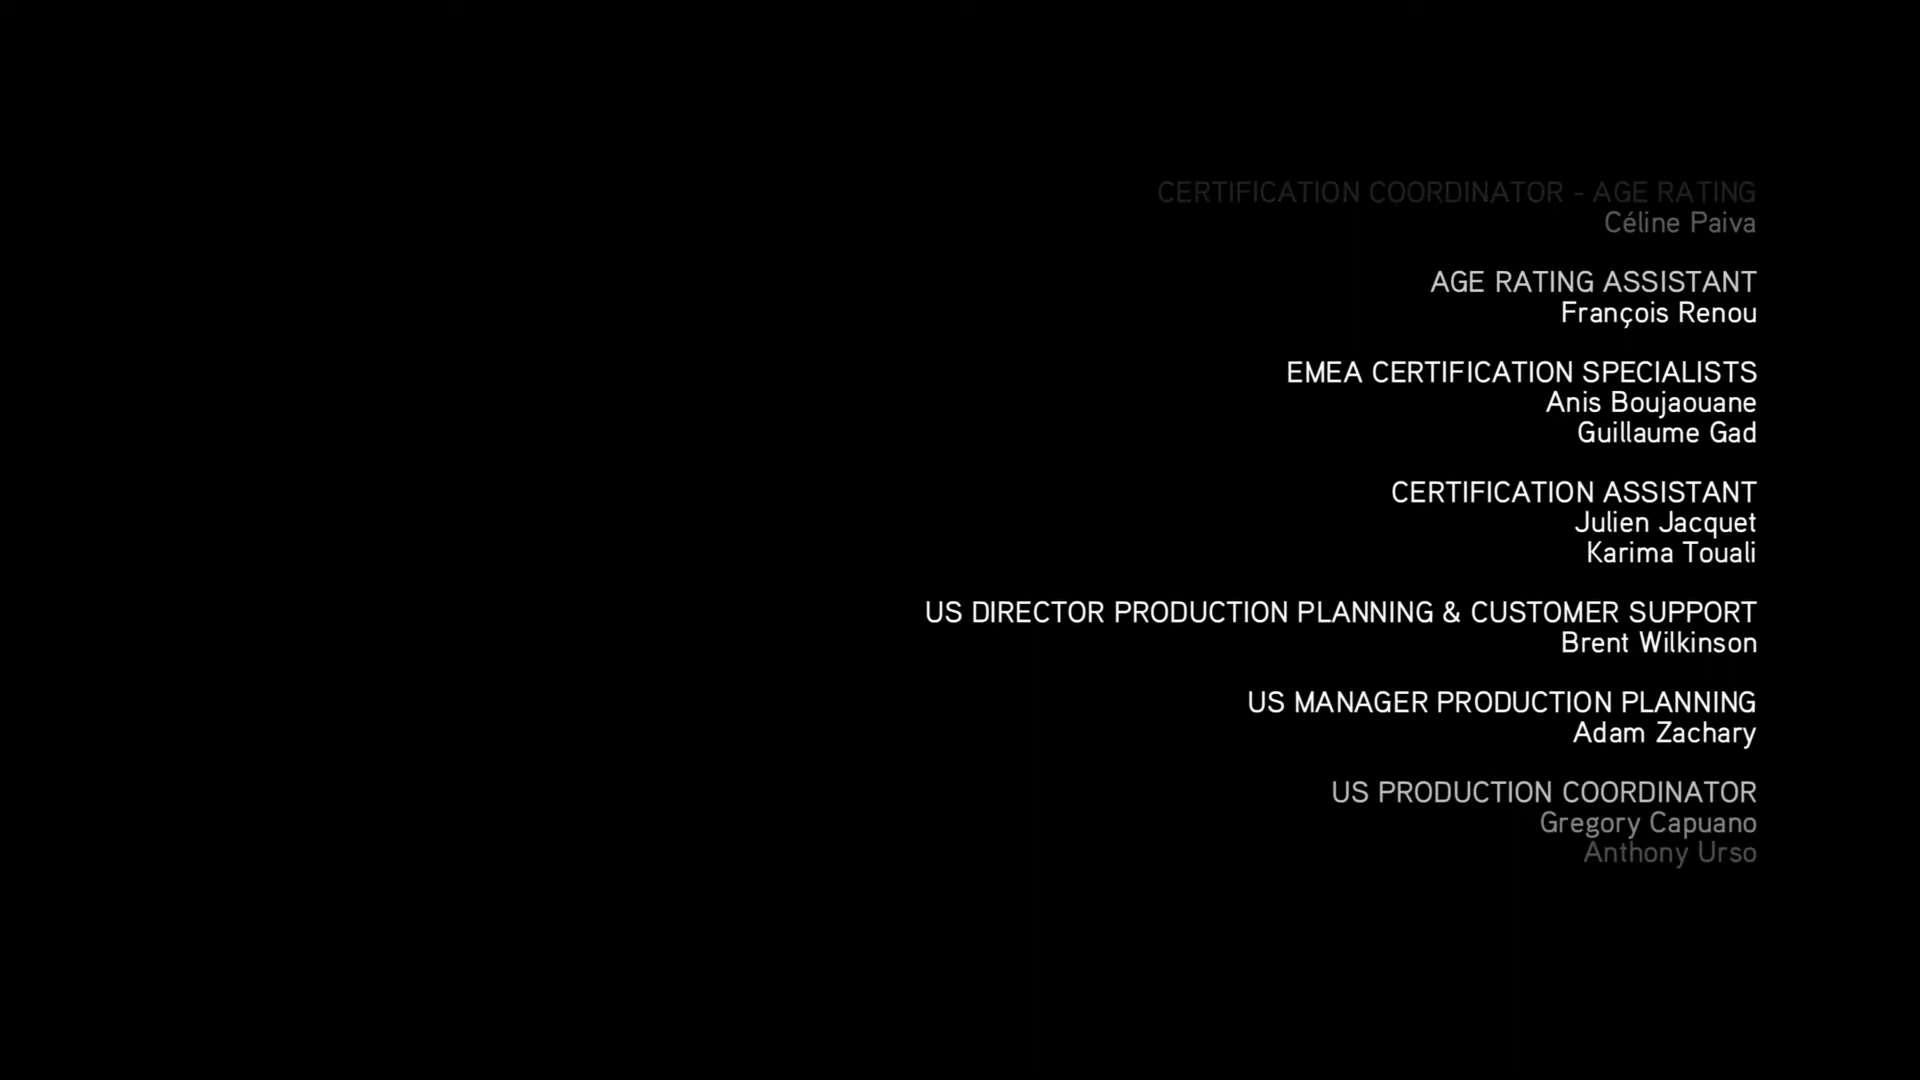 CERTIFICATION COORDINATOR - AGE RATING
Céline Paiva
AGE RATING ASSISTANT
François Renou
EMEA CERTIFICATION SPECIALISTS
Anis Boujaouane
Guillaume Gad
CERTIFICATION ASSISTANT
Julien Jacquet
Karima Touali
US DIRECTOR PRODUCTION PLANNING & CUSTOMER SUPPORT
Brent Wilkinson
US MANAGER PRODUCTION PLANNING
Adam Zachary
US PRODUCTION COORDINATOR
Gregory Capuano
Anthony Urso